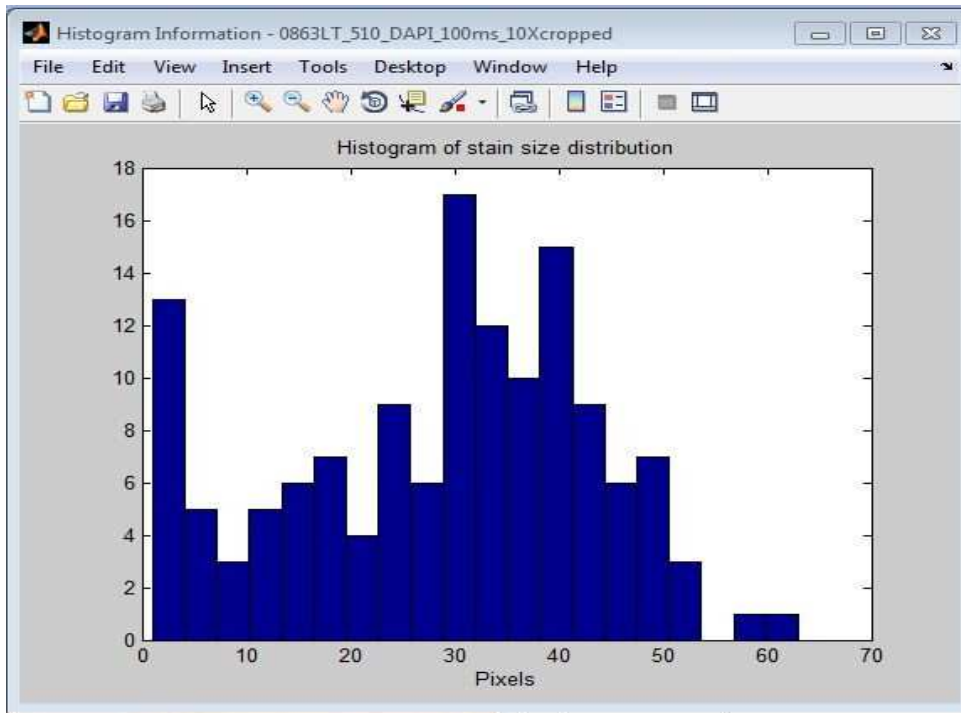 Histogram Information - 0863LT_510_DAPI_100ms_10Xcropped
File Edit View Insert Tools Desktop Window Help
Histogram of stain size distribution
18
16
14
12
10
8
6
4
2
0
0 10 20 30 40 50 60 70
Pixels